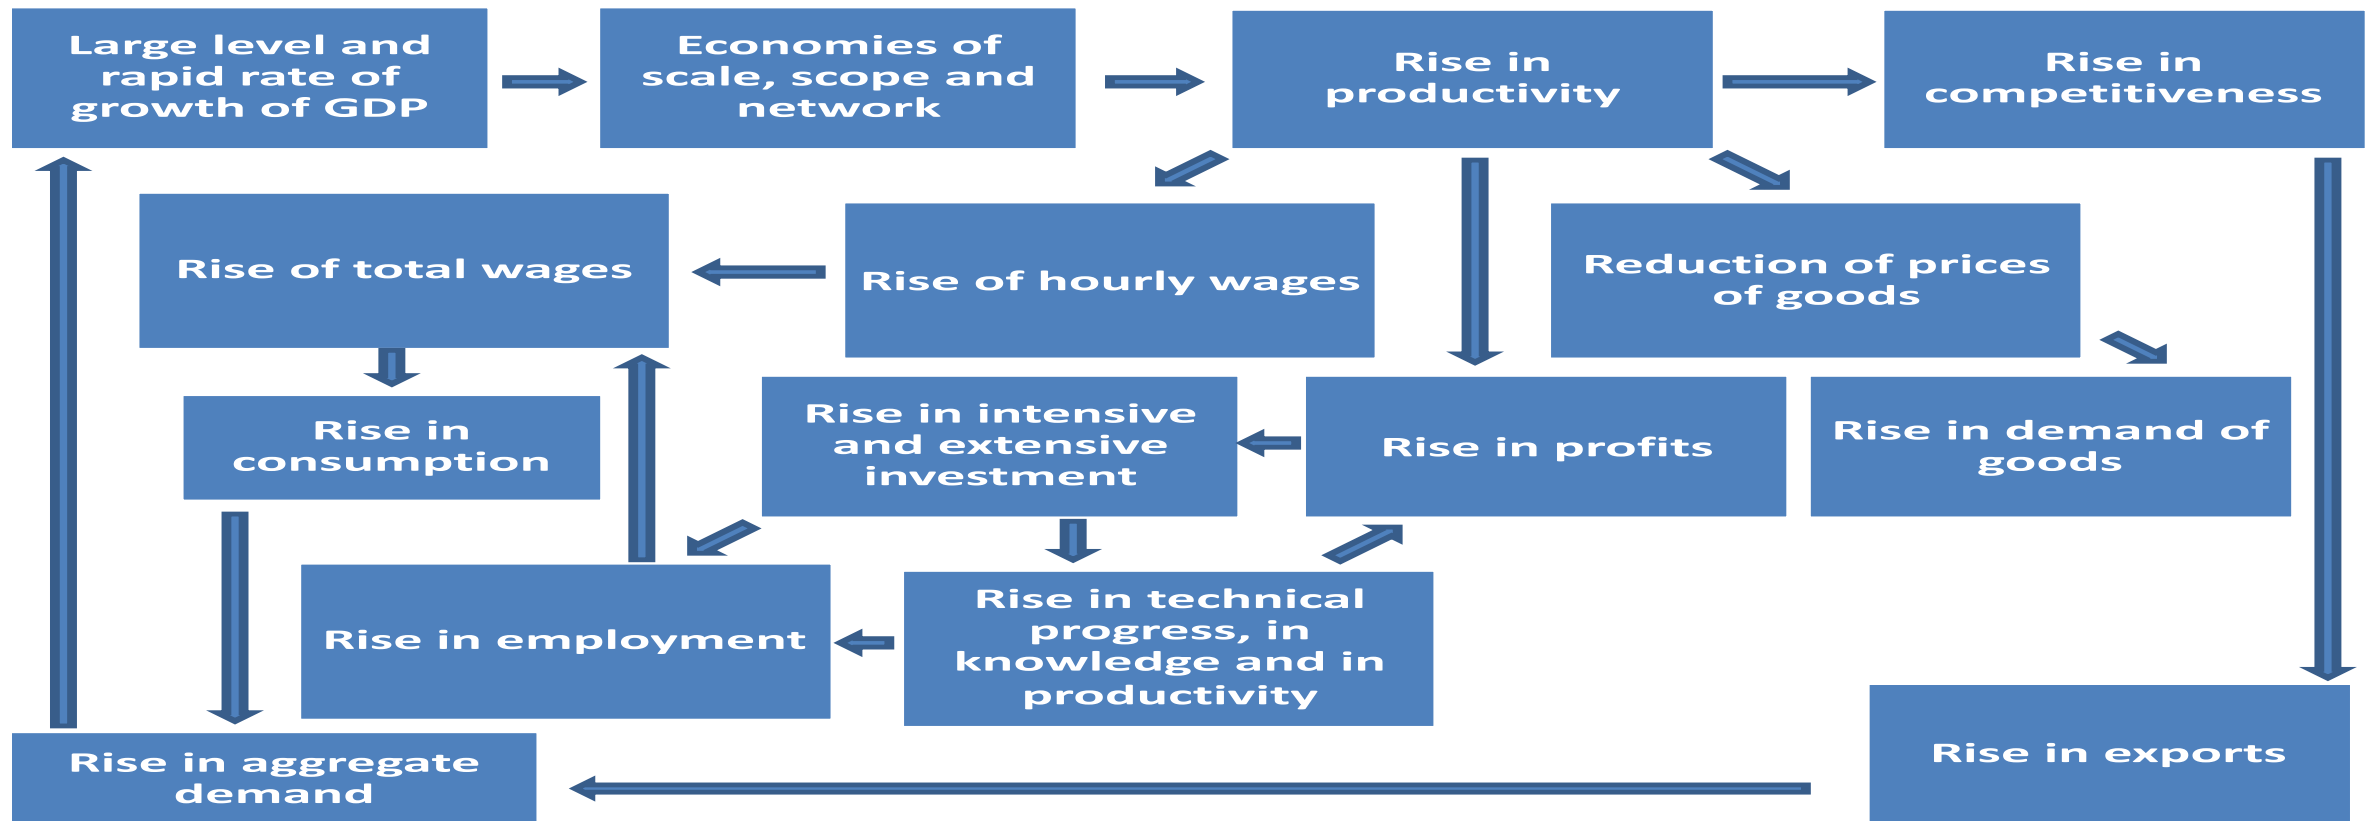 Large level and
rapid rate of
growth of GDP
Economies of
scale, scope and
network
Rise in
productivity
Rise in
competitiveness
Rise of total wages
Rise of hourly wages
Reduction of prices
of goods
Rise in
consumption
Rise in intensive
and extensive
investment
Rise in profits
Rise in demand of
goods
Rise in employment
Rise in technical
progress, in
knowledge and in
productivity
Rise in aggregate
demand
Rise in exports